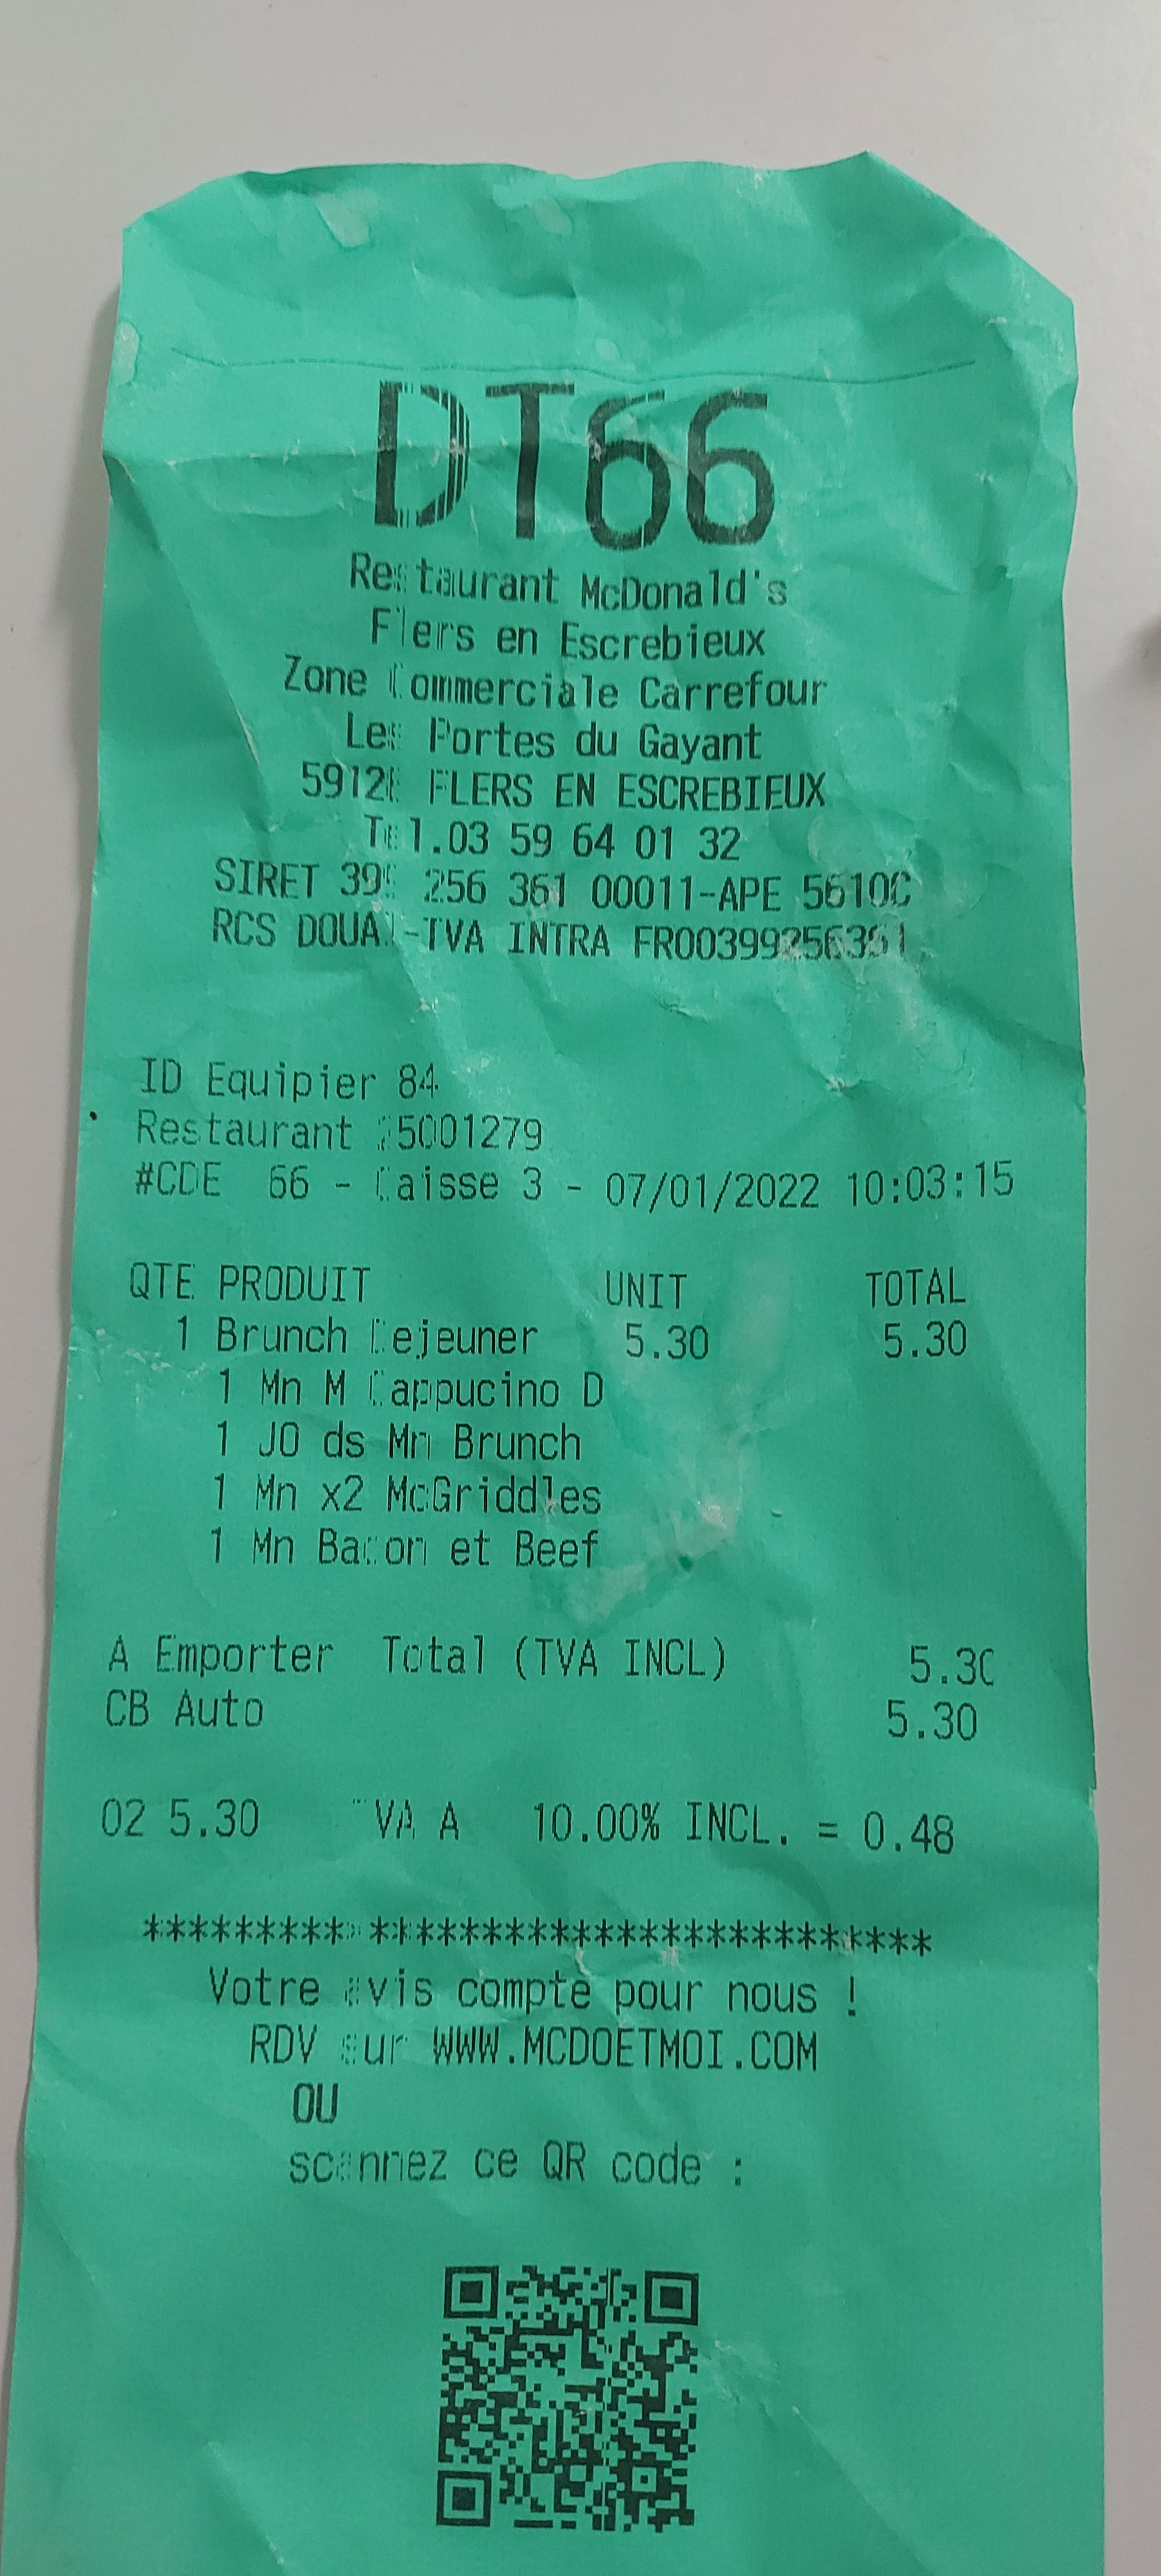 DT66
Restaurant McDonald's
Flers en Escrebieux
Zone Commerciale Carrefour
Les Portes du Gayant
59128 FLERS EN ESCREBIEUX
Tel.03 59 64 01 32
SIRET 399 256 361 00011-APE 5610C
RCS DOUAI-TVA INTRA FR00399256361
ID Equipier 84
Restaurant 25001279
#CDE 66 - Caisse 3 - 07/01/2022 10:03:15
QTE PRODUIT UNIT TOTAL
1 Brunch Dejeuner 5.30 5.30
1 Mn M Cappucino D
1 JO ds Mn Brunch
1 Mn x2 McGriddles
1 Mn Bacon et Beef
A Emporter Total (TVA INCL) 5.30
CB Auto 5.30
02 5.30 TVA A 10.00% INCL. = 0.48
***********************************
Votre avis compte pour nous !
RDV sur WWW.MCDOETMOI.COM
OU
scannez ce QR code :